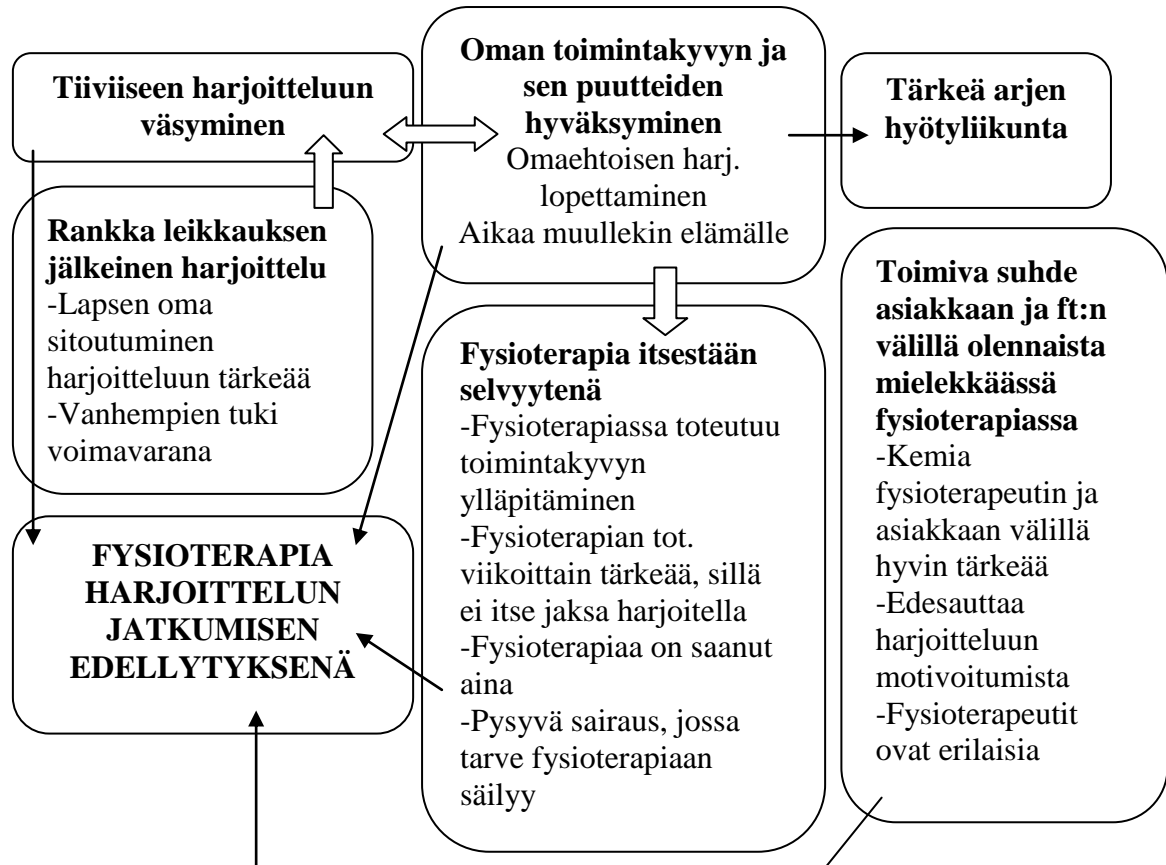 Tiiviiseen harjoitteluun
väsyminen
Oman toimintakyvyn ja
sen puutteiden
hyväksyminen
Omaehtoisen harj.
lopettaminen
Aikaa muullekin elämälle
Tärkeä arjen
hyötyliikunta
Rankka leikkauksen
jälkeinen harjoittelu
-Lapsen oma
sitoutuminen
harjoitteluun tärkeää
-Vanhempien tuki
voimavarana
Fysioterapia itsestään
selvyytenä
-Fysioterapiassa toteutuu
toimintakyvyn
ylläpitäminen
-Fysioterapian tot.
viikoittain tärkeää, sillä
ei itse jaksa harjoitella
-Fysioterapiaa on saanut
aina
-Pysyvä sairaus, jossa
tarve fysioterapiaan
säilyy
Toimiva suhde
asiakkaan ja ft:n
välillä olennaista
mielekkäässä
fysioterapiassa
-Kemia
fysioterapeutin ja
asiakkaan välillä
hyvin tärkeää
-Edesauttaa
harjoitteluun
motivoitumista
-Fysioterapeutit
ovat erilaisia
FYSIOTERAPIA
HARJOITTELUN
JATKUMISEN
EDELLYTYKSENÄ